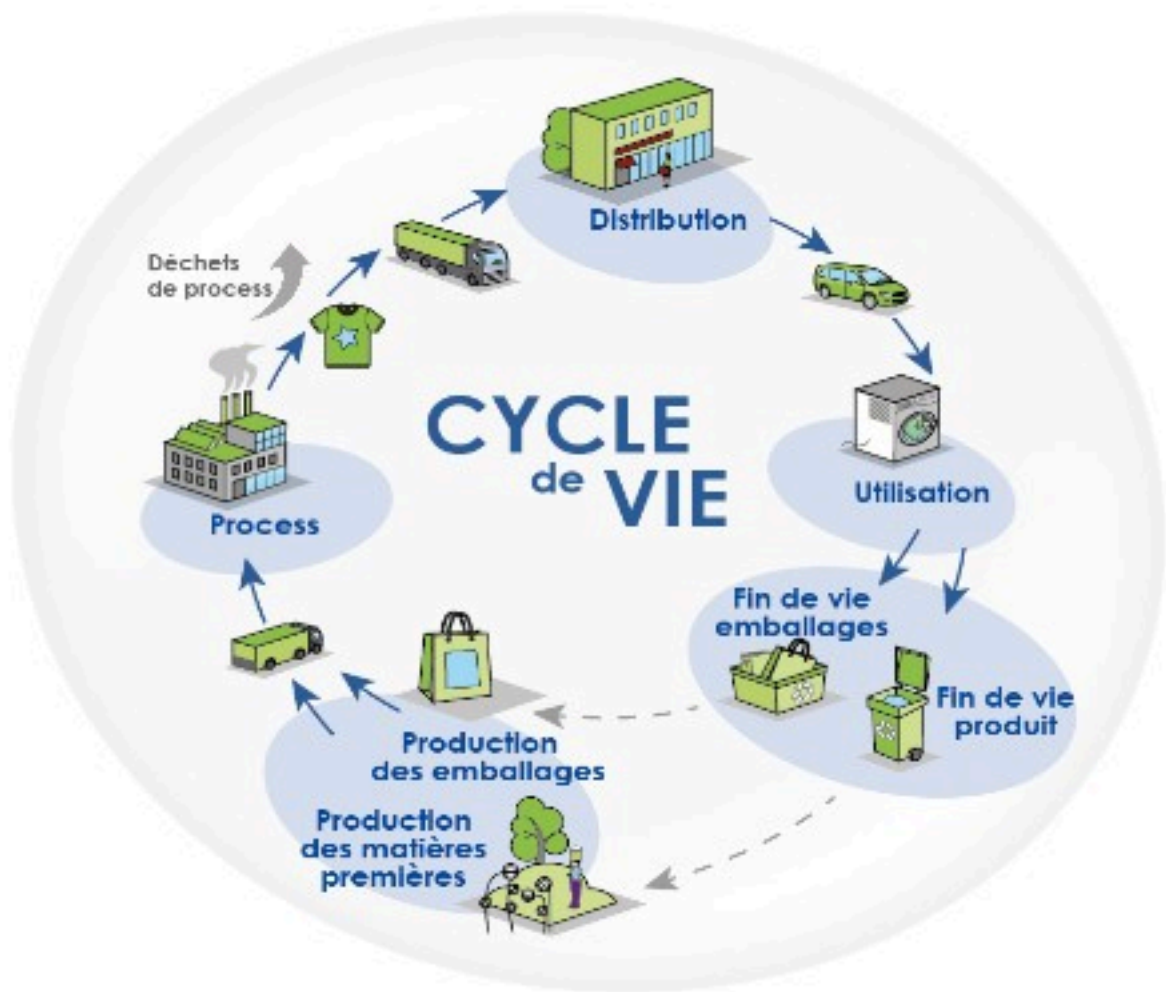 Distribution
Déchets
de process
CYCLE
de VIE
Process
Utilisation
Fin de vie
emballages
Fin de vie
produit
Production
des emballages
Production
des matières
premières